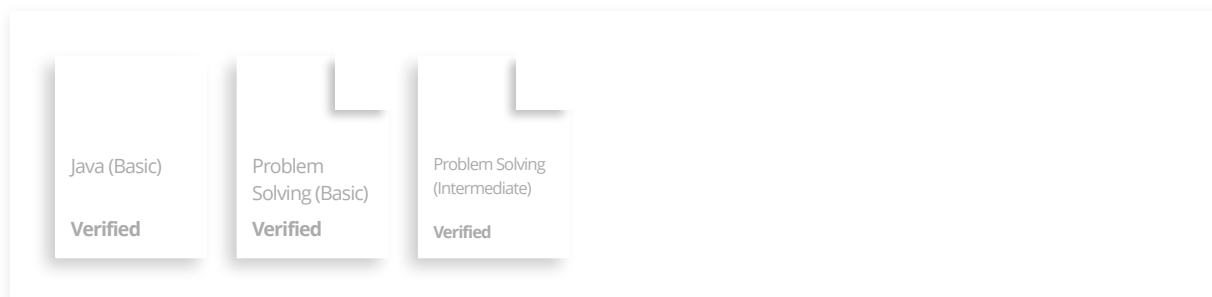 Java (Basic)
Verified
Problem
Solving (Basic)
Verified
Problem Solving
(Intermediate)
Verified